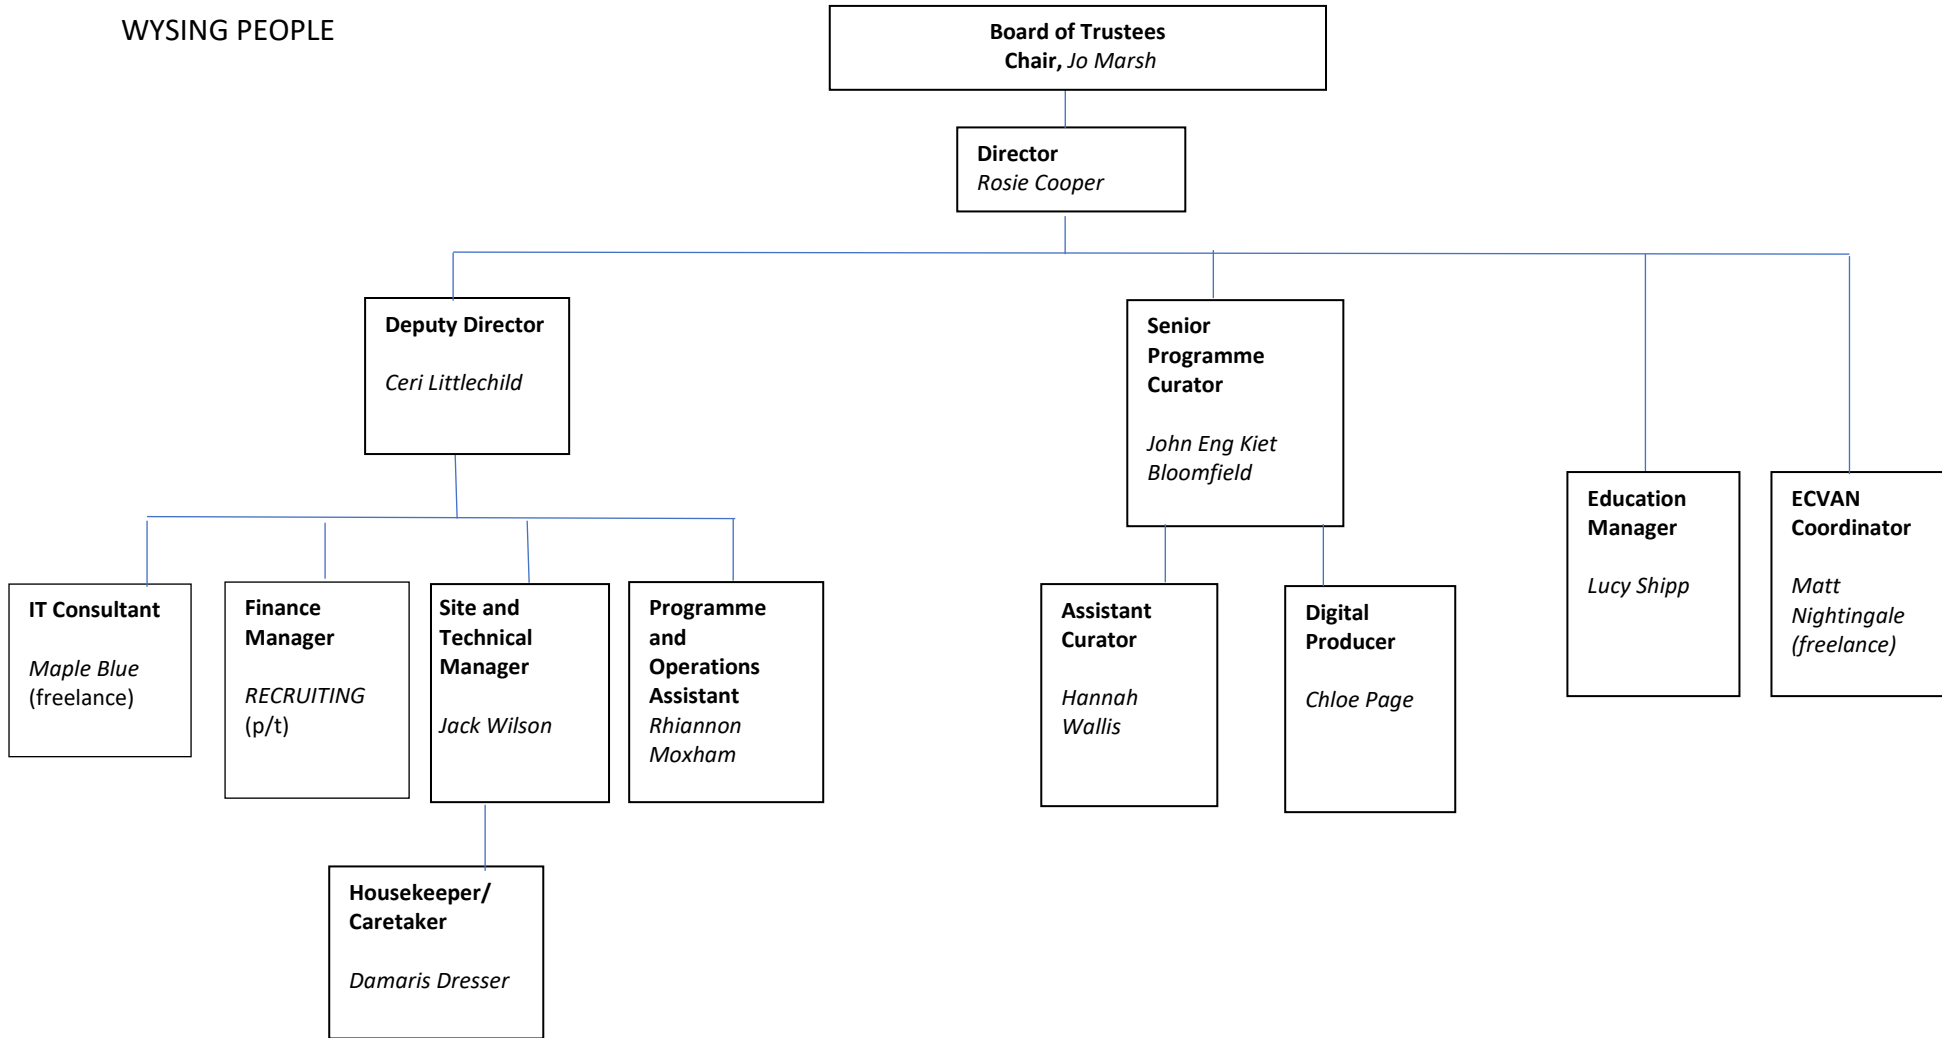 WYSING PEOPLE
Board of Trustees
Chair, Jo Marsh
Director
Rosie Cooper
Deputy Director
Ceri Littlechild
Senior
Programme
Curator
John Eng Kiet
Bloomfield
Education
Manager
Lucy Shipp
ECVAN
Coordinator
Matt
Nightingale
(freelance)
IT Consultant
Maple Blue
(freelance)
Finance
Manager
RECRUITING
(p/t)
Site and
Technical
Manager
Jack Wilson
Programme
and
Operations
Assistant
Rhiannon
Moxham
Assistant
Curator
Hannah
Wallis
Digital
Producer
Chloe Page
Housekeeper/
Caretaker
Damaris Dresser